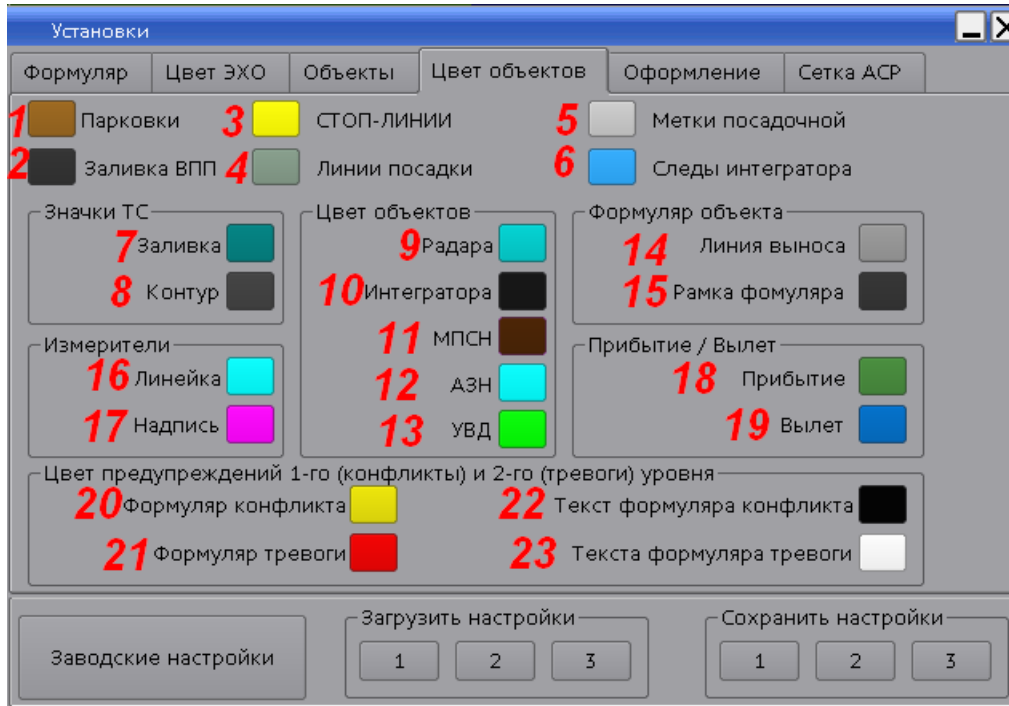 Установки
Формуляр Цвет ЭХО Объекты Цвет объектов Оформление Сетка АСР
1 Парковки 3 СТОП-ЛИНИИ 5 Метки посадочной
2 Заливка ВПП 4 Линии посадки 6 Следы интегратора
Значки ТС Цвет объектов Формуляр объекта
7 Заливка 9 Радара 14 Линия выноса
8 Контур 10 Интегратора 15 Рамка фомуляра
11 МПСН
Измерители Прибытие / Вылет
16 Линейка 12 АЗН 18 Прибытие
17 Надпись 13 УВД 19 Вылет
Цвет предупреждений 1-го (конфликты) и 2-го (тревоги) уровня
20 Формуляр конфликта 22 Текст формуляра конфликта
21 Формуляр тревоги 23 Текста формуляра тревоги
Загрузить настройки Сохранить настройки
Заводские настройки 1 2 3 1 2 3